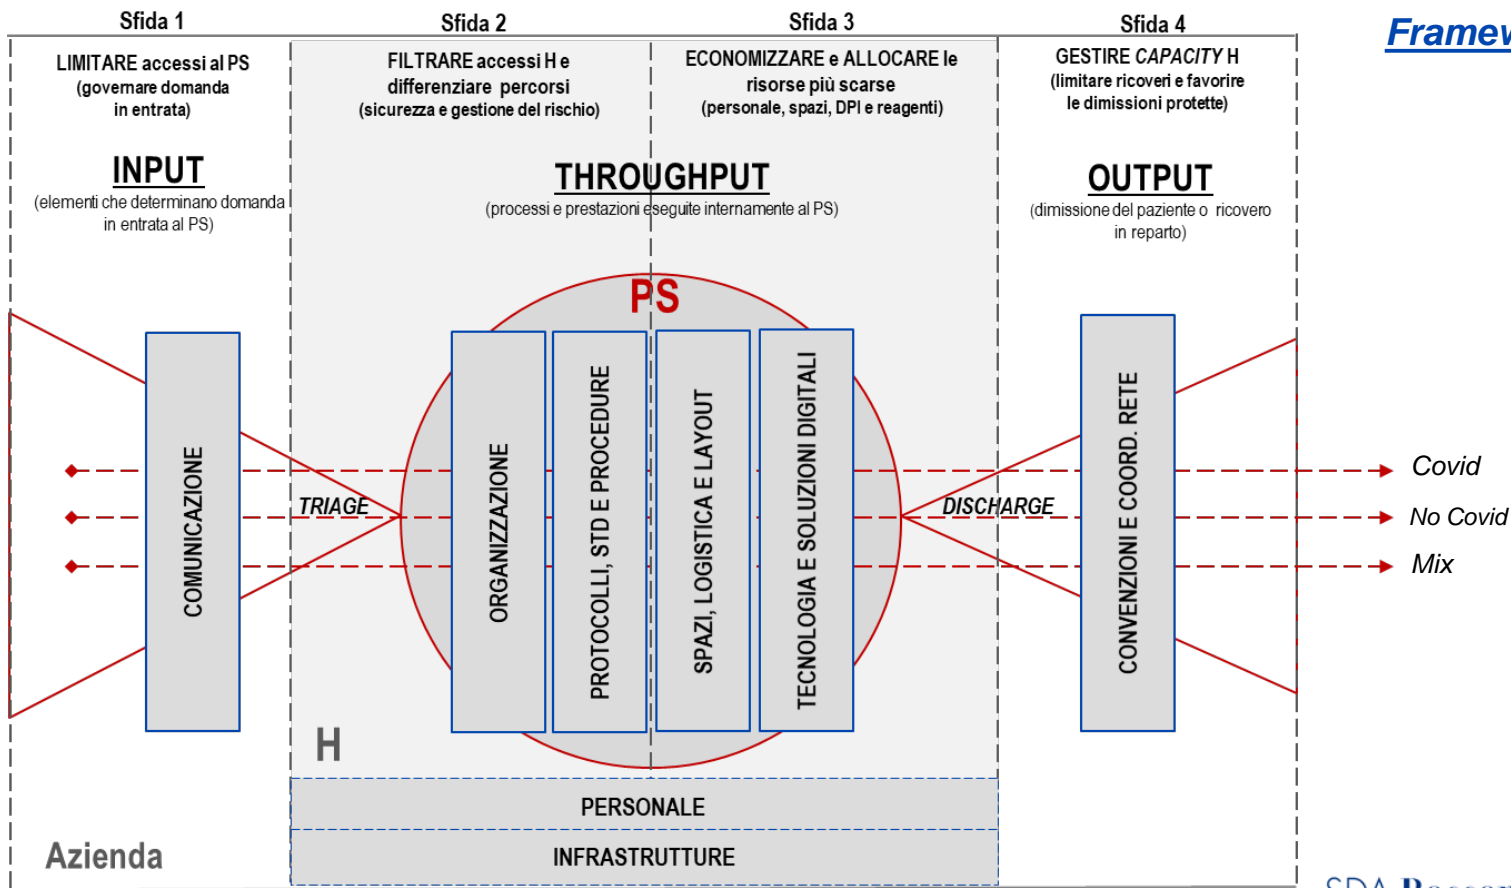 Sfida 1
Sfida 2
Sfida 3
Sfida 4
LIMITARE accessi al PS
(governare domanda
in entrata)
FILTRARE accessi H e
differenziare percorsi
(sicurezza e gestione del rischio)
ECONOMIZZARE e ALLOCARE le
risorse più scarse
(personale, spazi, DPI e reagenti)
GESTIRE CAPACITY H
(limitare ricoveri e favorire
le dimissioni protette)
INPUT
(elementi che determinano domanda
in entrata al PS)
THROUGHPUT
(processi e prestazioni eseguite internamente al PS)
OUTPUT
(dimissione del paziente o ricovero
in reparto)
PS
COMUNICAZIONE
TRIAGE
ORGANIZZAZIONE
PROTOCOLLI, STD E PROCEDURE
SPAZI, LOGISTICA E LAYOUT
TECNOLOGIA E SOLUZIONI DIGITALI
DISCHARGE
CONVENZIONI E COORD. RETE
Covid
No Covid
Mix
H
PERSONALE
INFRASTRUTTURE
Azienda
SDA